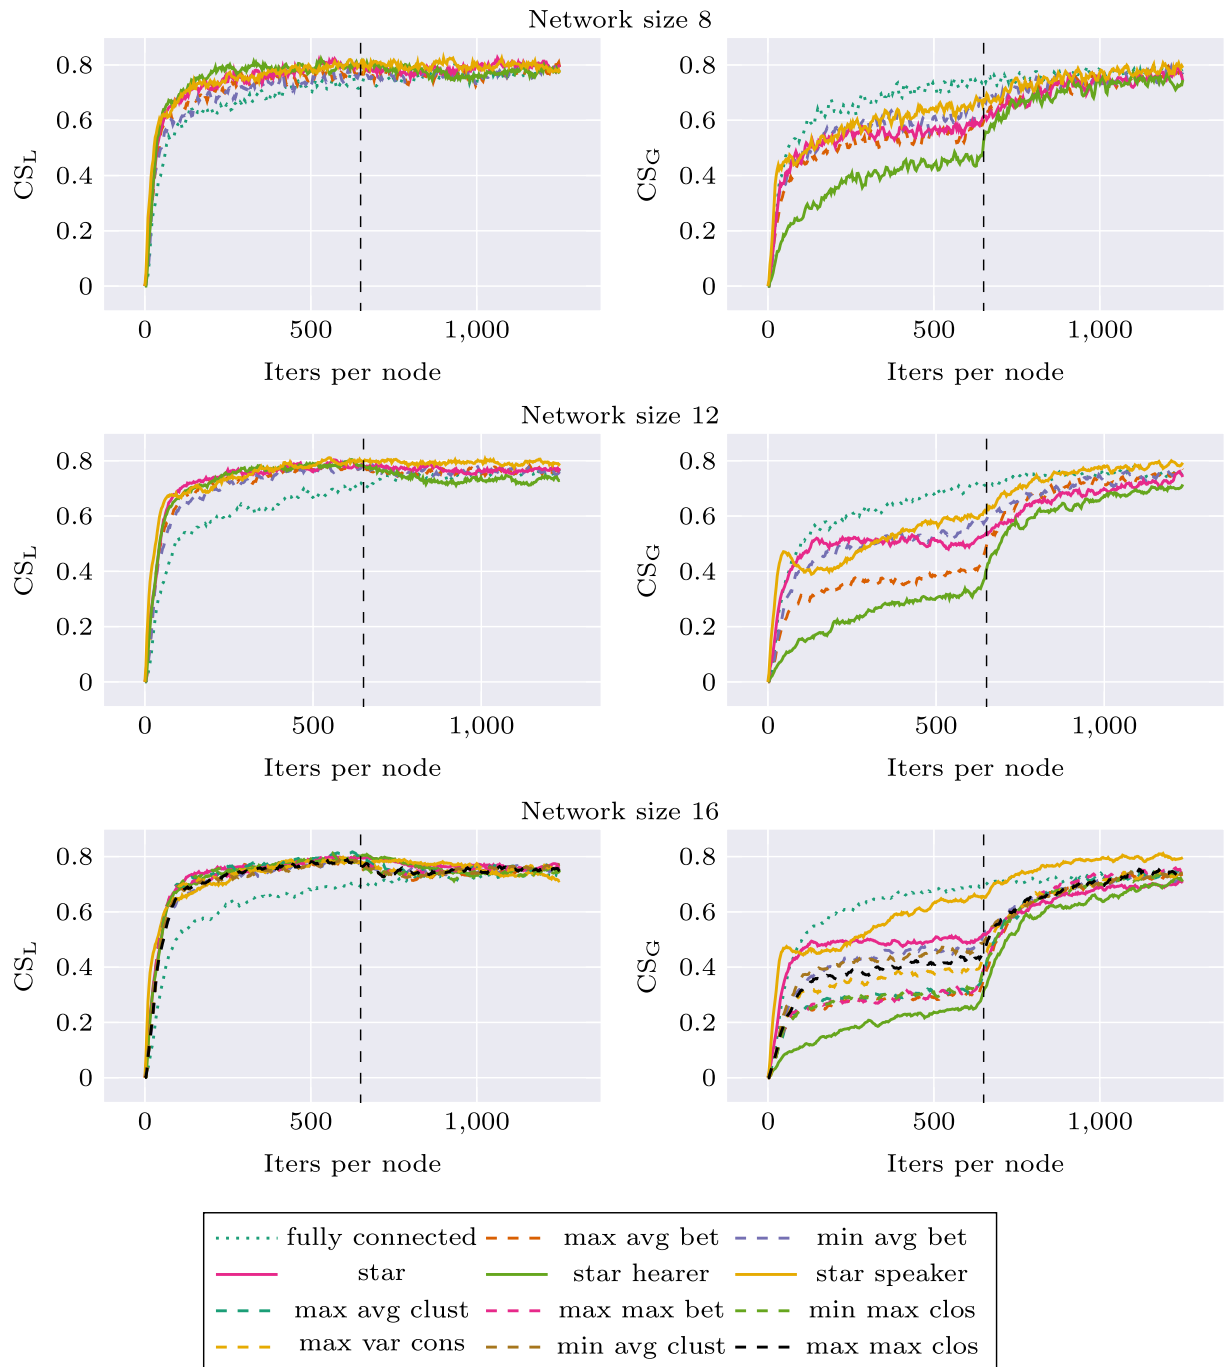 Network size 8
CS_L
0.8
0.6
0.4
0.2
0
0 500 1,000
Iters per node
CS_G
0.8
0.6
0.4
0.2
0
0 500 1,000
Iters per node
Network size 12
CS_L
0.8
0.6
0.4
0.2
0
0 500 1,000
Iters per node
CS_G
0.8
0.6
0.4
0.2
0
0 500 1,000
Iters per node
Network size 16
CS_L
0.8
0.6
0.4
0.2
0
0 500 1,000
Iters per node
CS_G
0.8
0.6
0.4
0.2
0
0 500 1,000
Iters per node
fully connected max avg bet min avg bet
star star hearer star speaker
max avg clust max max bet min max clos
max var cons min avg clust max max clos